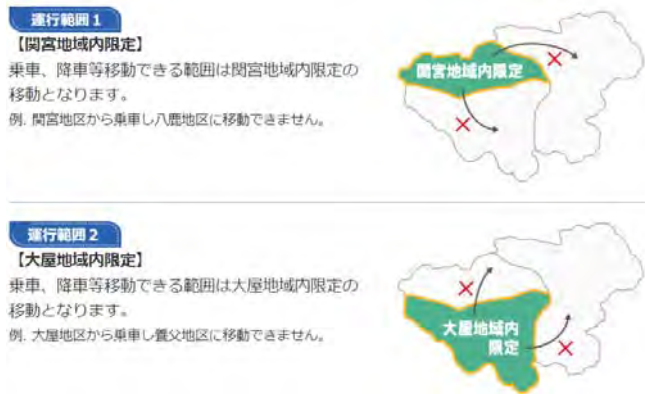 運行範囲1
【関宮地域内限定】
乗車、降車等移動できる範囲は関宮地域内限定の
移動となります。
例. 関宮地区から乗車し八鹿地区に移動できません。
関宮地域内限定
運行範囲2
【大屋地域内限定】
乗車、降車等移動できる範囲は大屋地域内限定の
移動となります。
例. 大屋地区から乗車し養父地区に移動できません。
大屋地域内
限定